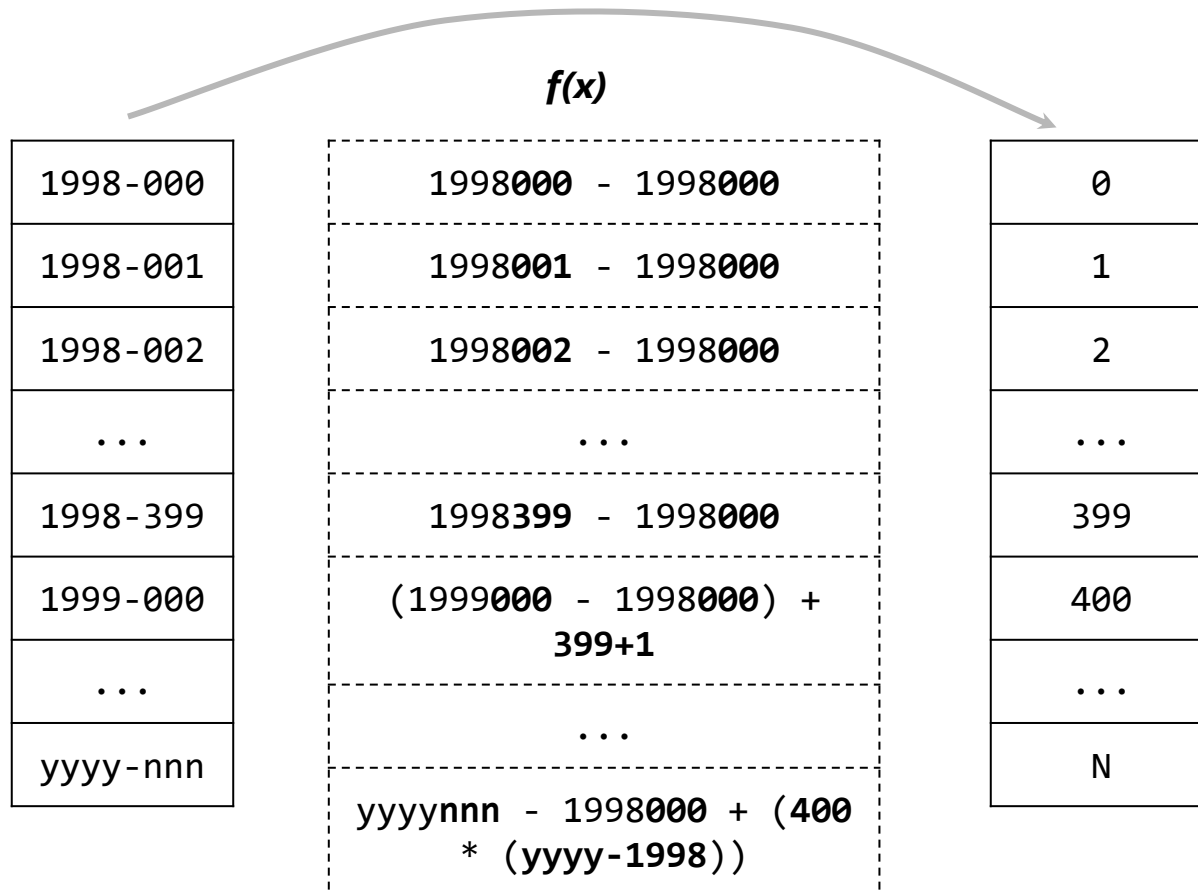 f(x)
1998-000
1998000 - 1998000
0
1998-001
1998001 - 1998000
1
1998-002
1998002 - 1998000
2
...
...
...
1998-399
1998399 - 1998000
399
1999-000
(1999000 - 1998000) +
399+1
400
...
...
...
yyyy-nnn
N
yyyynnn - 1998000 + (400
* (yyyy-1998))